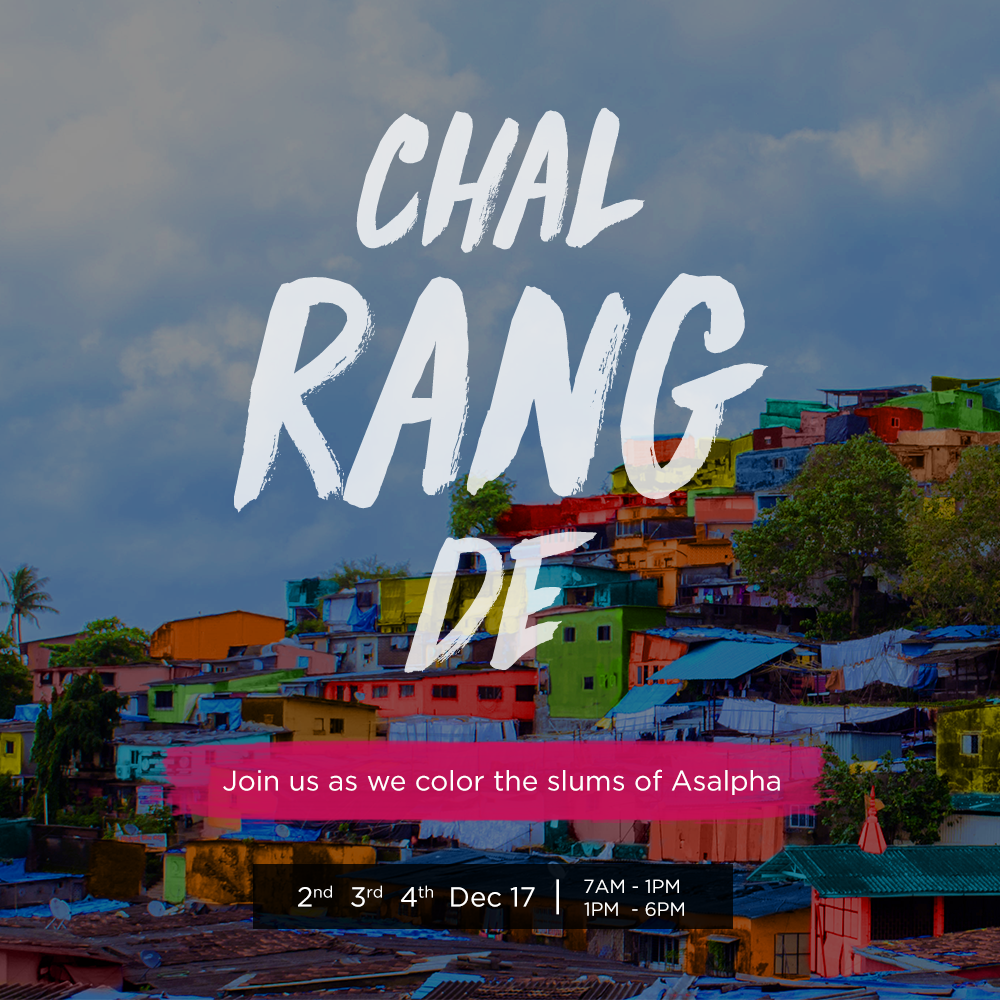 CHAL
RANG
DE
Join us as we color the slums of Asalpha
2nd 3rd 4th Dec 17 | 7AM - 1PM
1PM - 6PM